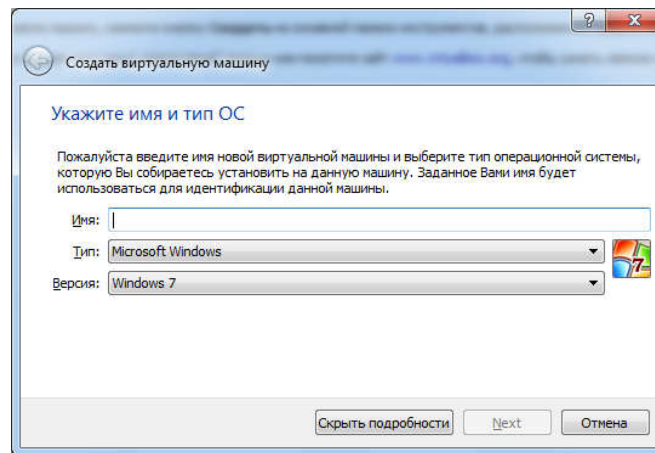 Создать виртуальную машину
Укажите имя и тип ОС
Пожалуйста введите имя новой виртуальной машины и выберите тип операционной системы,
которую Вы собираетесь установить на данную машину. Заданное Вами имя будет
использоваться для идентификации данной машины.
Имя:
Тип: Microsoft Windows
7
Версия: Windows 7
Скрыть подробности Next Отмена